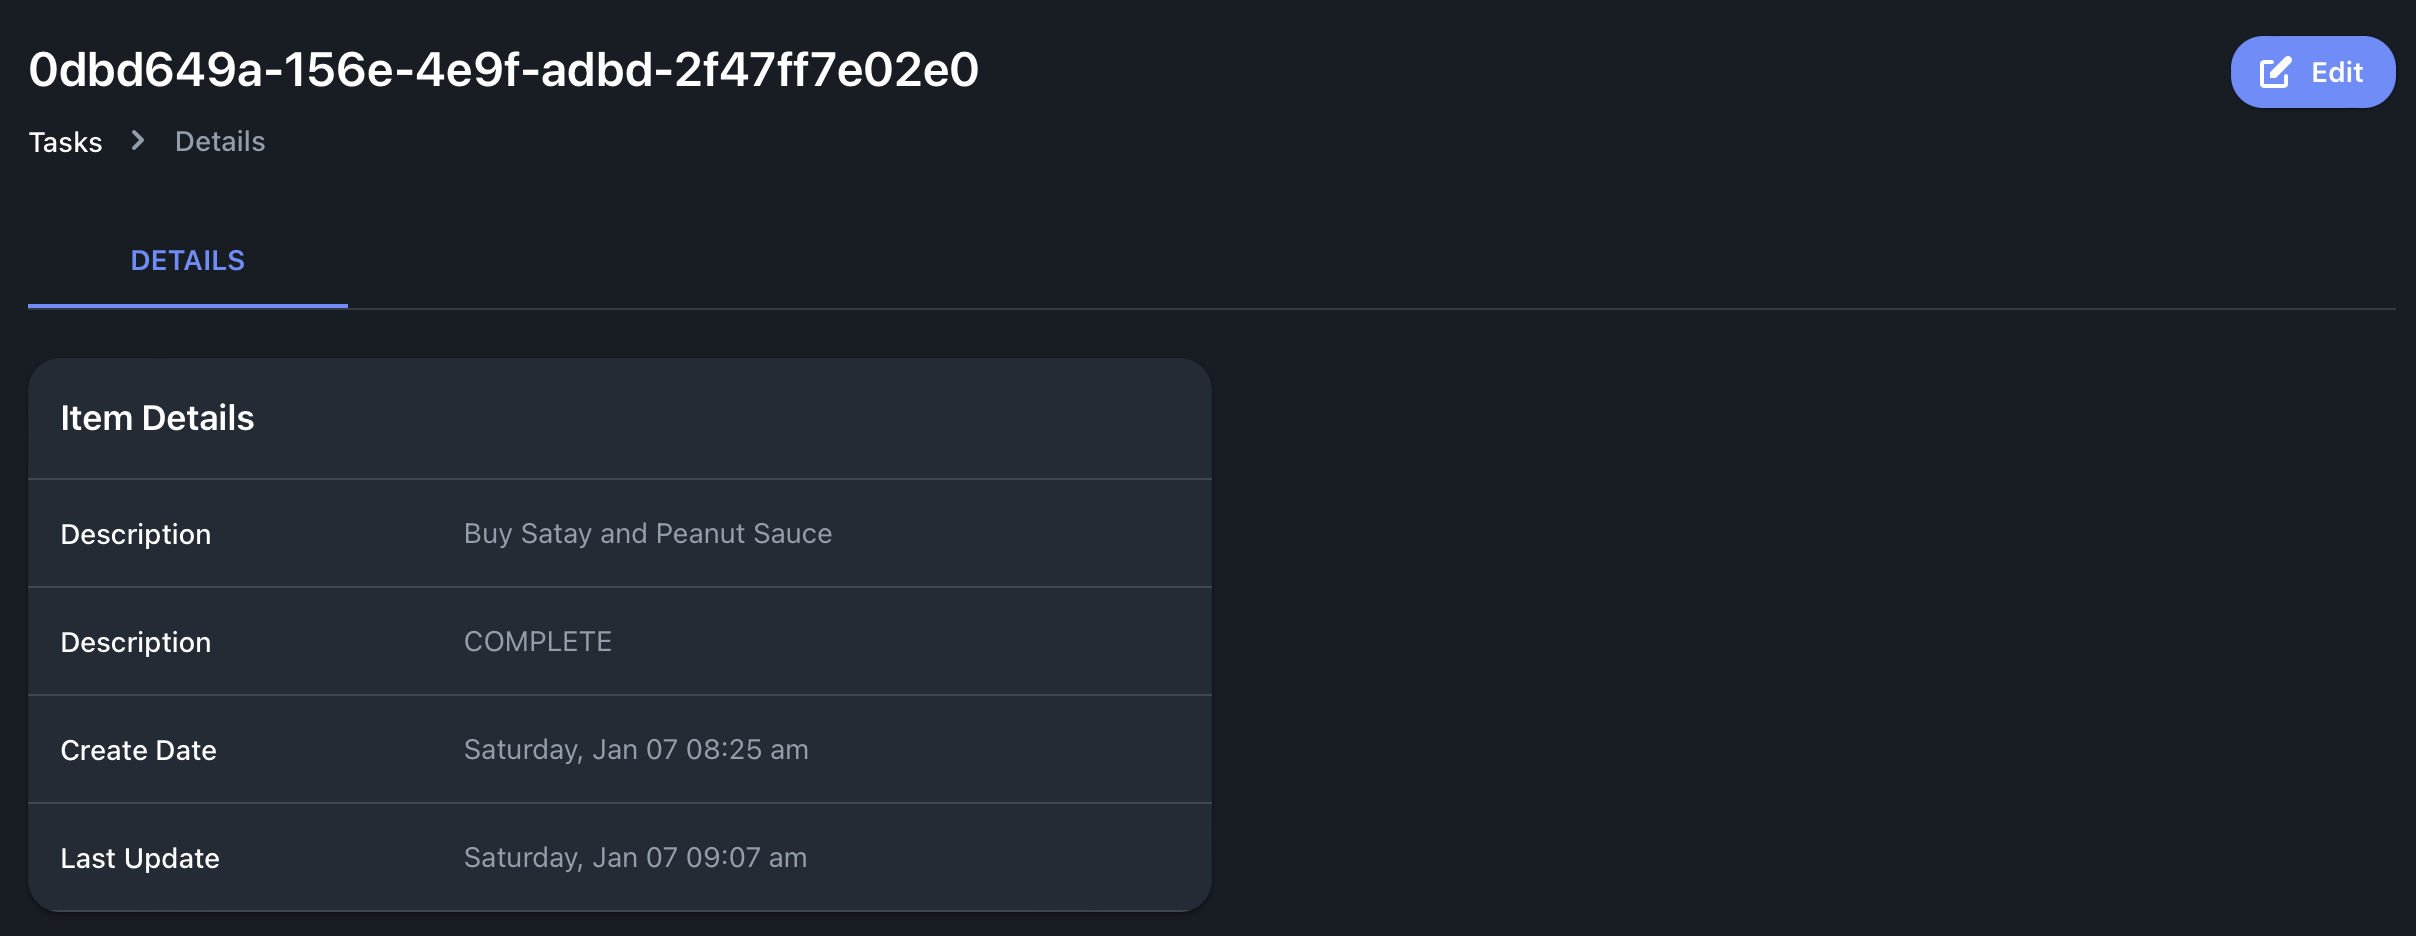 0dbd649a-156e-4e9f-adbd-2f47ff7e02e0
Edit
Tasks > Details
DETAILS
Item Details
Description Buy Satay and Peanut Sauce
Description COMPLETE
Create Date Saturday, Jan 07 08:25 am
Last Update Saturday, Jan 07 09:07 am